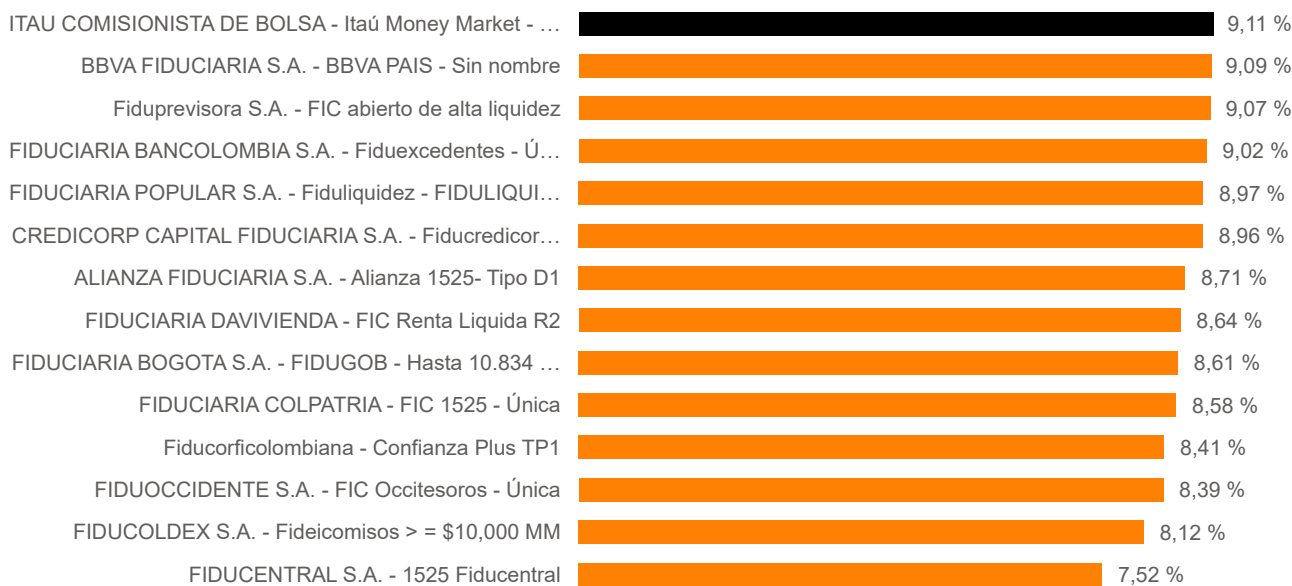 ITAU COMISIONISTA DE BOLSA - Itaú Money Market - … 9,11 %
BBVA FIDUCIARIA S.A. - BBVA PAIS - Sin nombre 9,09 %
Fiduprevisora S.A. - FIC abierto de alta liquidez 9,07 %
FIDUCIARIA BANCOLOMBIA S.A. - Fiduexcedentes - Ú… 9,02 %
FIDUCIARIA POPULAR S.A. - Fiduliquidez - FIDULIQUI… 8,97 %
CREDICORP CAPITAL FIDUCIARIA S.A. - Fiducredicor… 8,96 %
ALIANZA FIDUCIARIA S.A. - Alianza 1525- Tipo D1 8,71 %
FIDUCIARIA DAVIVIENDA - FIC Renta Liquida R2 8,64 %
FIDUCIARIA BOGOTA S.A. - FIDUGOB - Hasta 10.834 … 8,61 %
FIDUCIARIA COLPATRIA - FIC 1525 - Única 8,58 %
Fiducorficolombiana - Confianza Plus TP1 8,41 %
FIDUOCCIDENTE S.A. - FIC Occitesoros - Única 8,39 %
FIDUCOLDEX S.A. - Fideicomisos > = $10,000 MM 8,12 %
FIDUCENTRAL S.A. - 1525 Fiducentral 7,52 %